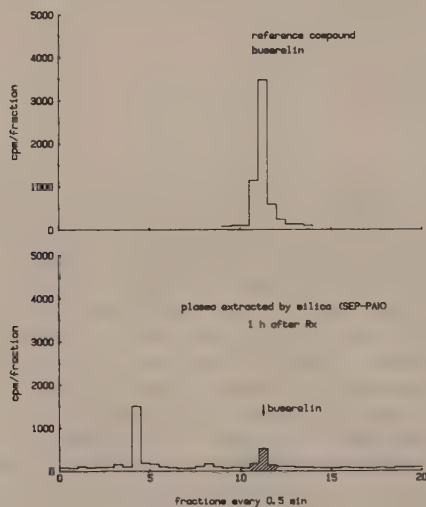 5000
reference compound
buserelin
4000
3000
cpm/fraction
2000
1000
0
5000
plasma extracted by silica (SEP-PAK)
1 h after Rx
4000
3000
cpm/fraction
2000
buserelin
1000
0
0 5 10 15 20
fractions every 0.5 min